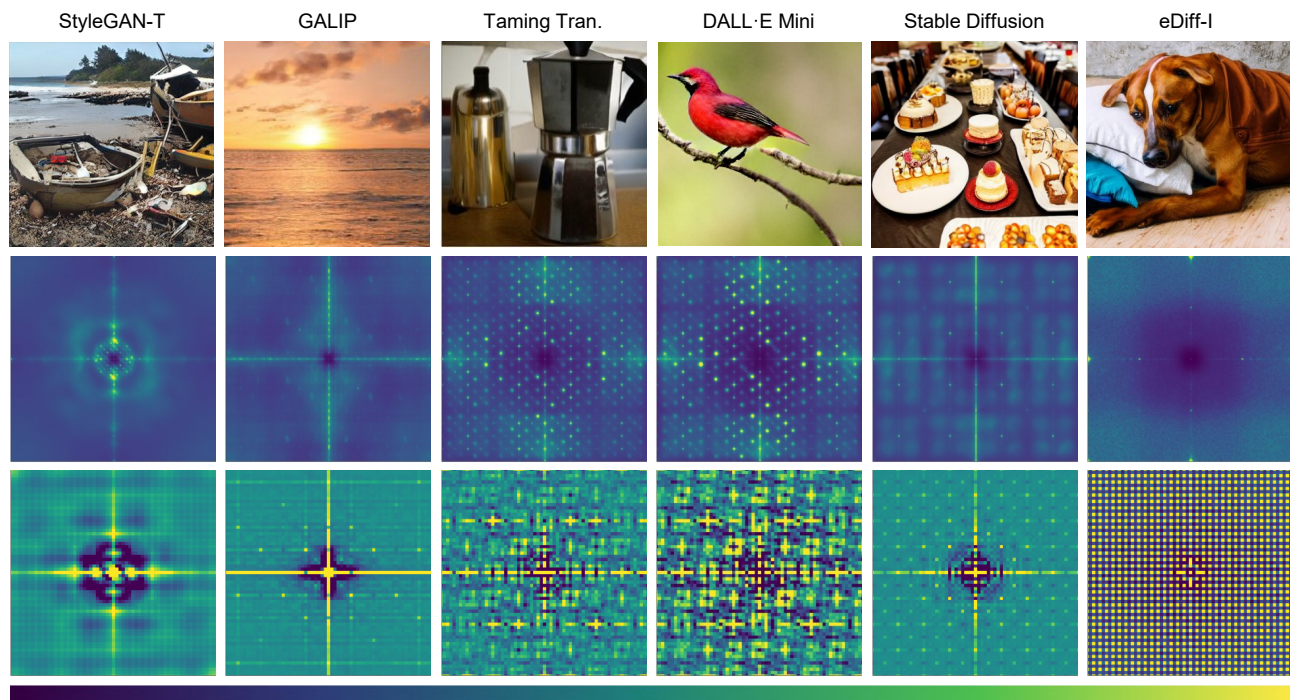 StyleGAN-T
GALIP
Taming Tran.
DALL·E Mini
Stable Diffusion
eDiff-I